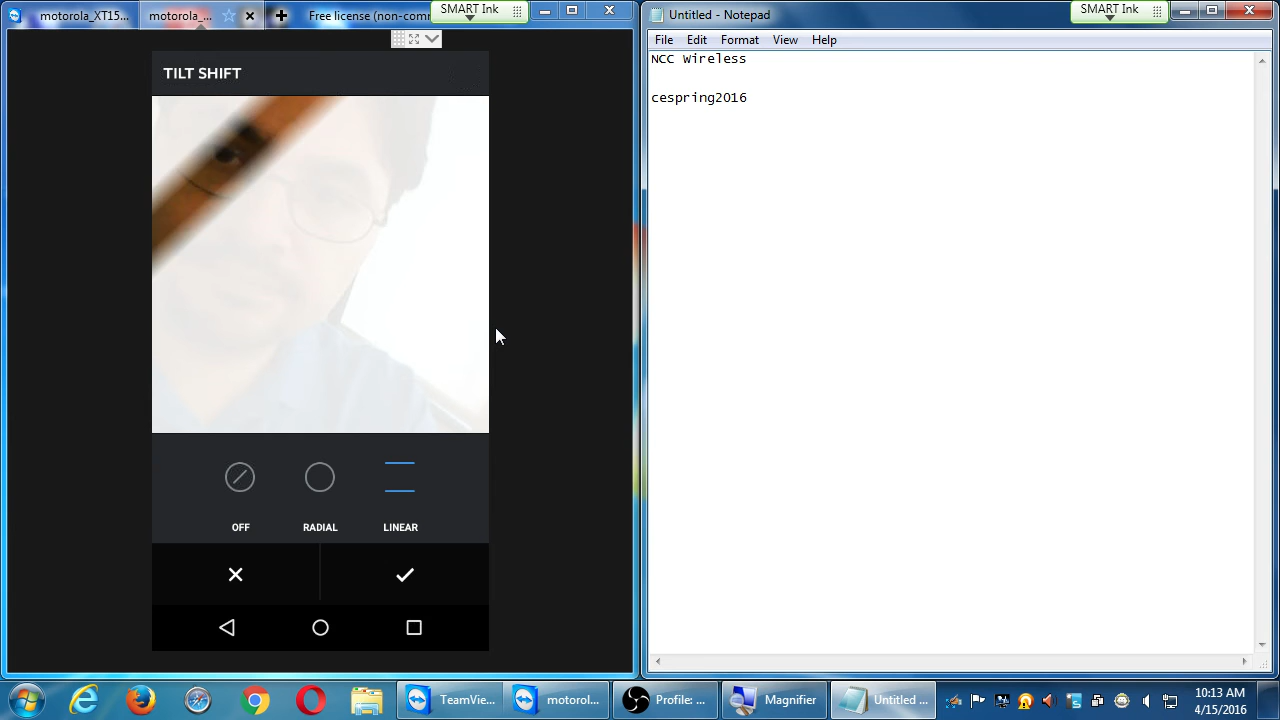 motorola_XT15... motorola_... Free license (non-comm SMART Ink
Untitled - Notepad SMART Ink
File Edit Format View Help
NCC Wireless
cespring2016
TILT SHIFT
OFF RADIAL LINEAR
TeamVie... motorol... Profile: ... Magnifier Untitled ...
10:13 AM
4/15/2016